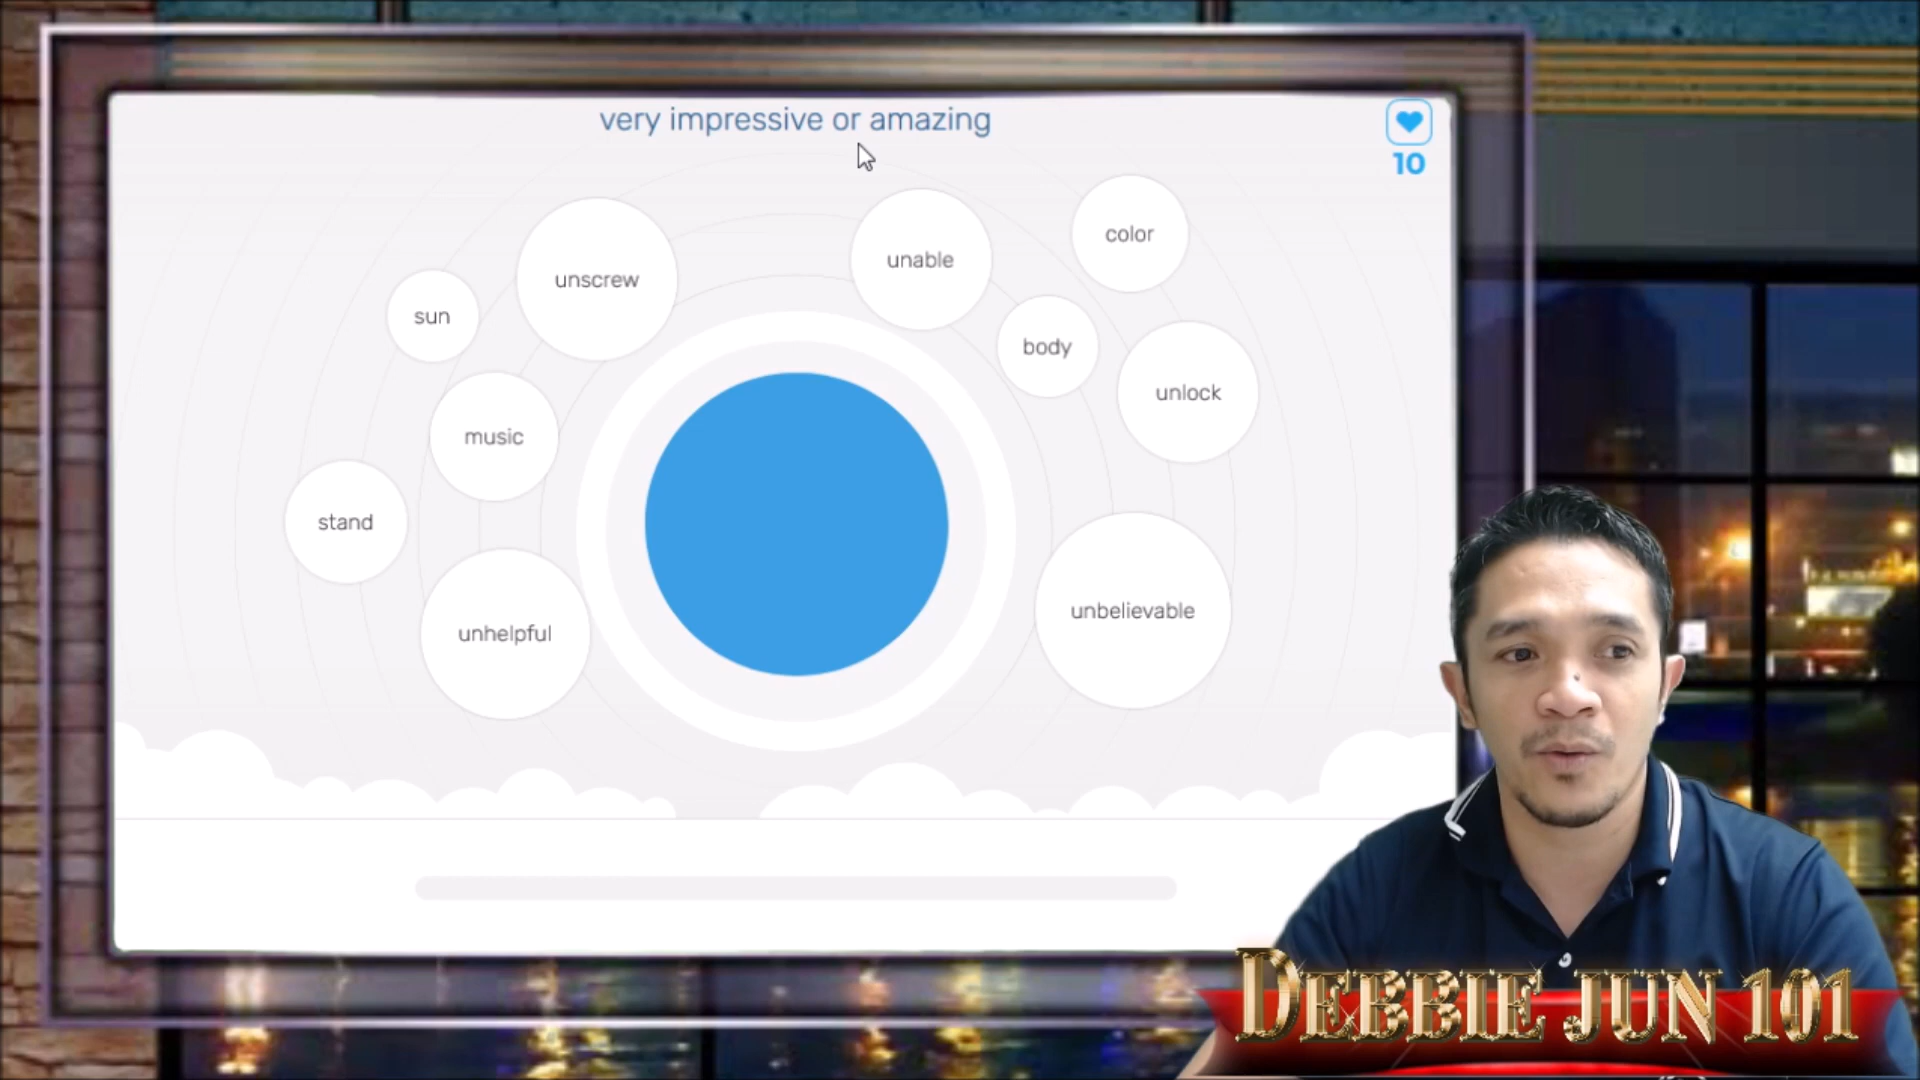 very impressive or amazing
10
color
unable
unscrew
sun
body
unlock
music
stand
unbelievable
unhelpful
DEBBIE JUN 101